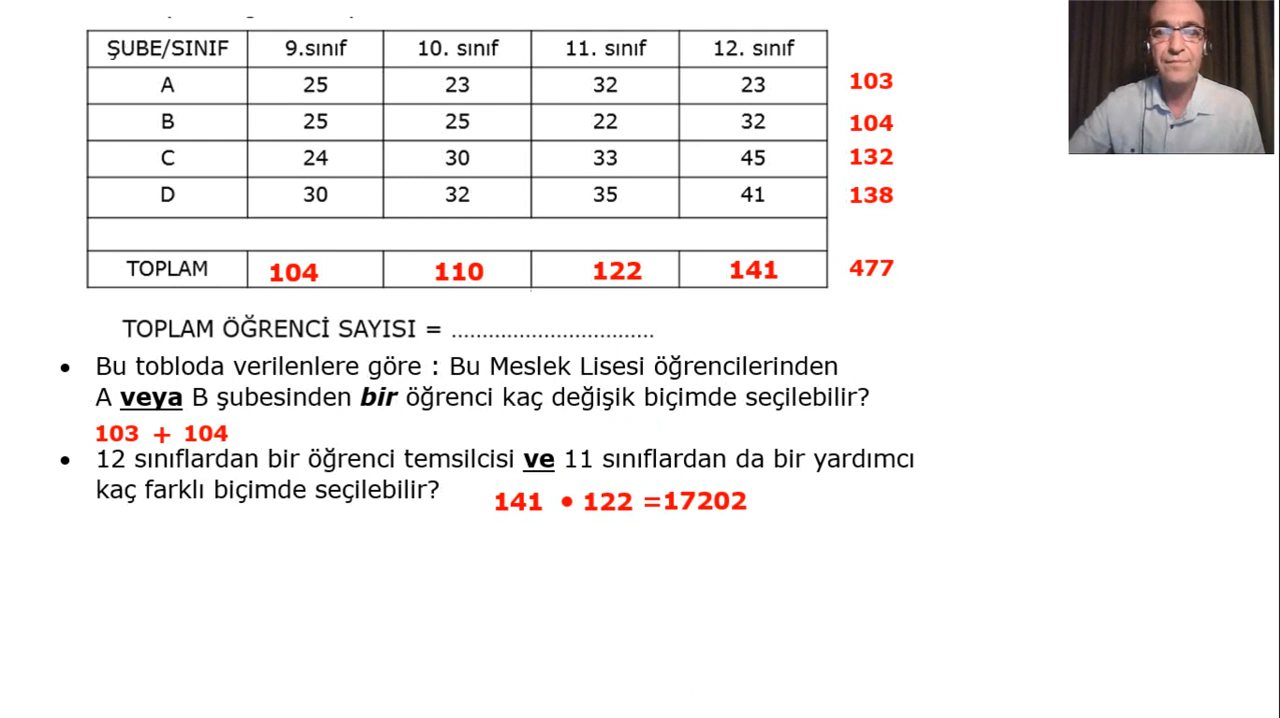 ŞUBE/SINIF 9.sınıf 10. sınıf 11. sınıf 12. sınıf
A 25 23 32 23 103
B 25 25 22 32 104
C 24 30 33 45 132
D 30 32 35 41 138
TOPLAM 104 110 122 141 477
TOPLAM ÖĞRENCİ SAYISI = .................................
• Bu tobloda verilenlere göre : Bu Meslek Lisesi öğrencilerinden
A veya B şubesinden bir öğrenci kaç değişik biçimde seçilebilir?
103 + 104
• 12 sınıflardan bir öğrenci temsilcisi ve 11 sınıflardan da bir yardımcı
kaç farklı biçimde seçilebilir?
141 • 122 =17202